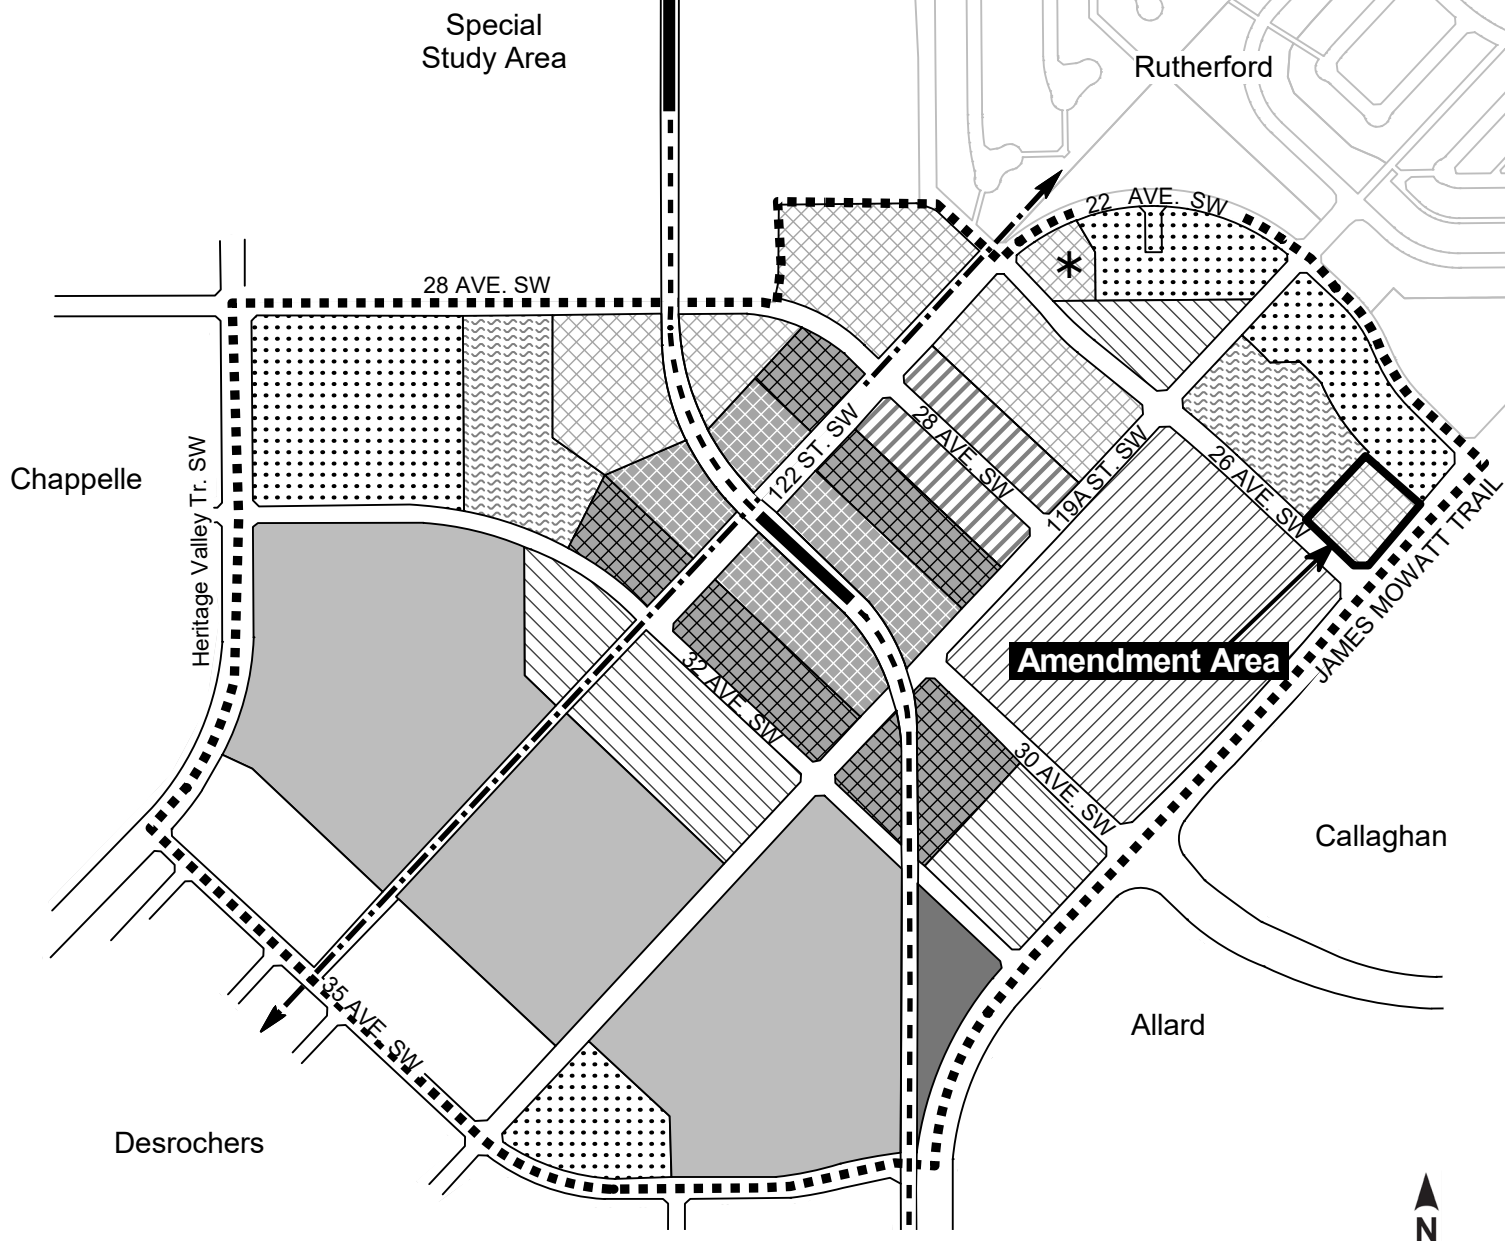 Special
Study Area
Rutherford
22 AVE. SW
28 AVE. SW
*
Chappelle
Heritage Valley Tr. SW
122 ST. SW
28 AVE. SW
119A ST. SW
26 AVE. SW
JAMES MOWATT TRAIL
Amendment Area
32 AVE. SW
30 AVE. SW
Callaghan
35 AVE. SW
Allard
Desrochers
N